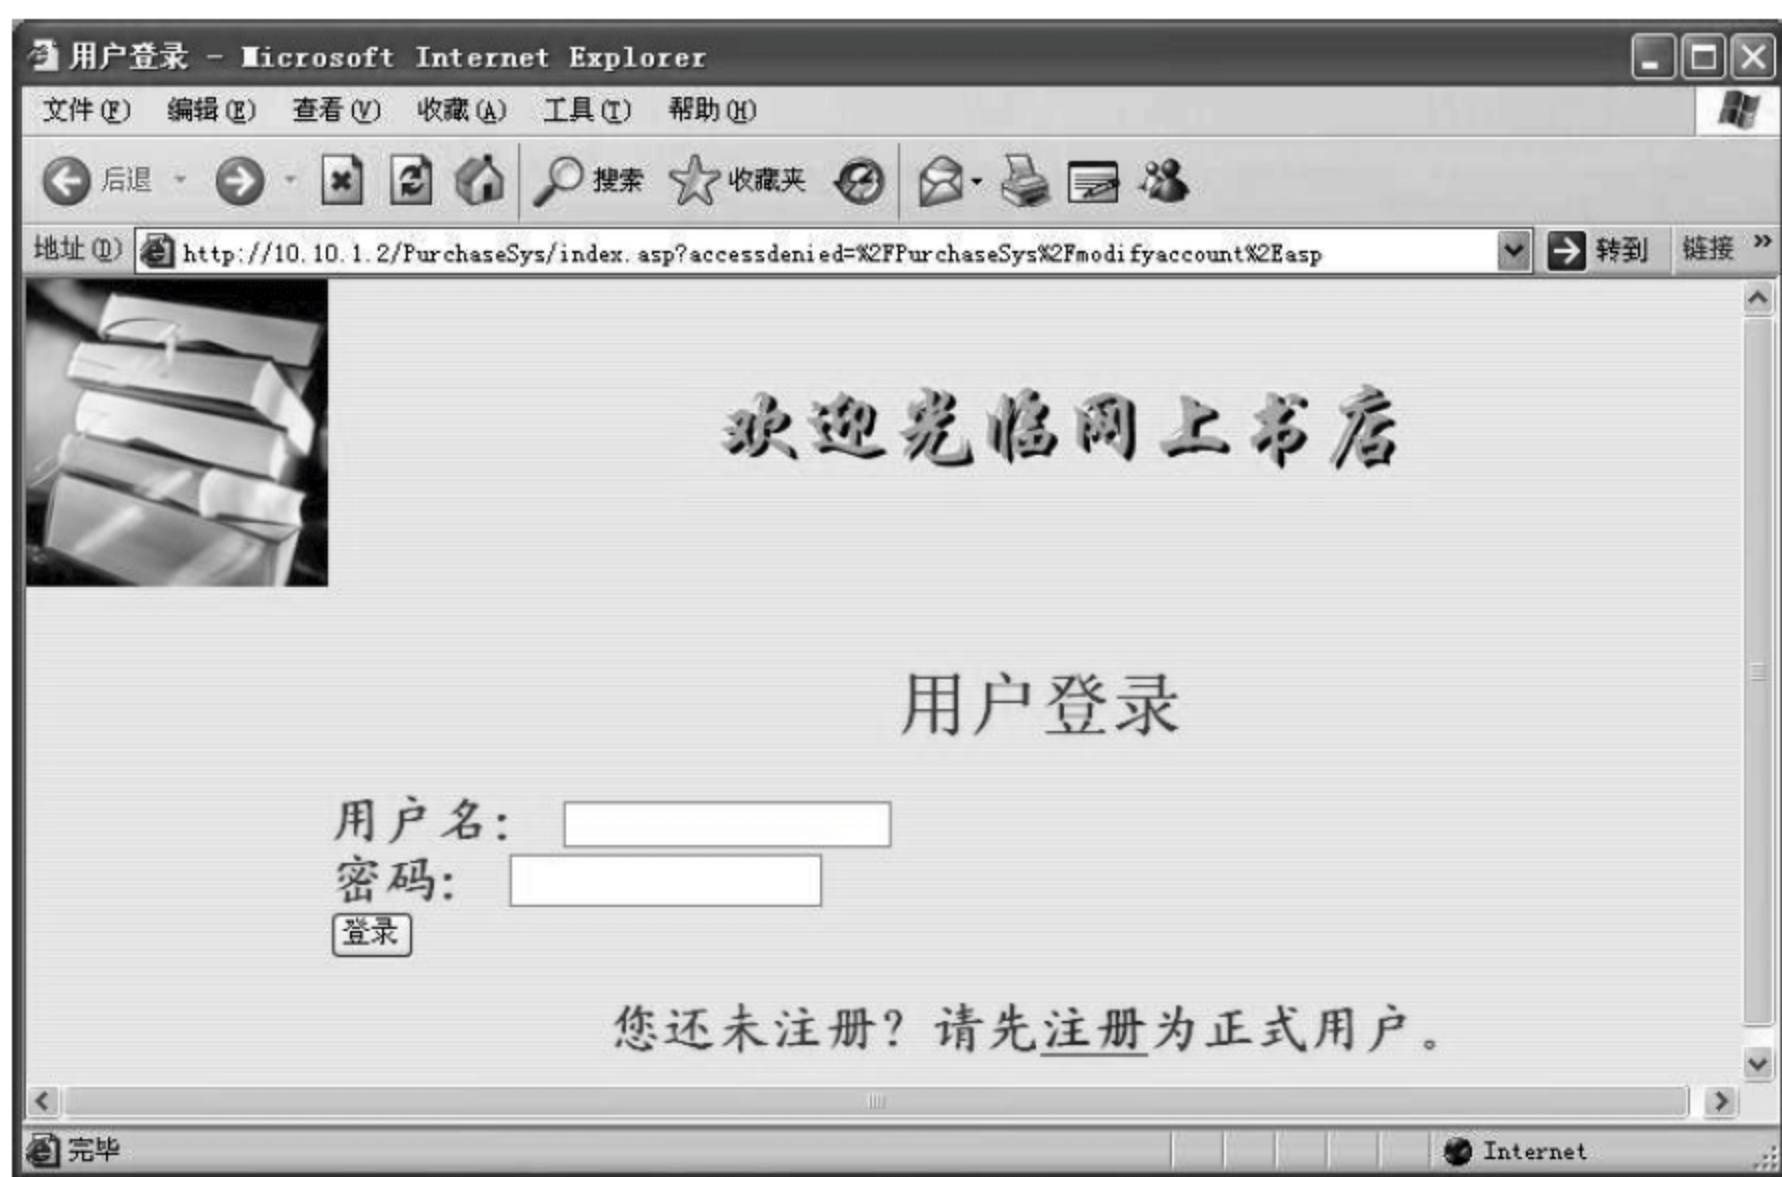 用户登录 - Microsoft Internet Explorer
文件(F) 编辑(E) 查看(V) 收藏(A) 工具(T) 帮助(H)
后退 搜索 收藏夹
地址(D) http://10.10.1.2/PurchaseSys/index.asp?accessdenied=%2FPurchaseSys%2Fmodifyaccount%2Easp 转到 链接 »
欢迎光临网上书店
用户登录
用户名：
密码：
登录
您还未注册？请先注册为正式用户。
完毕 Internet